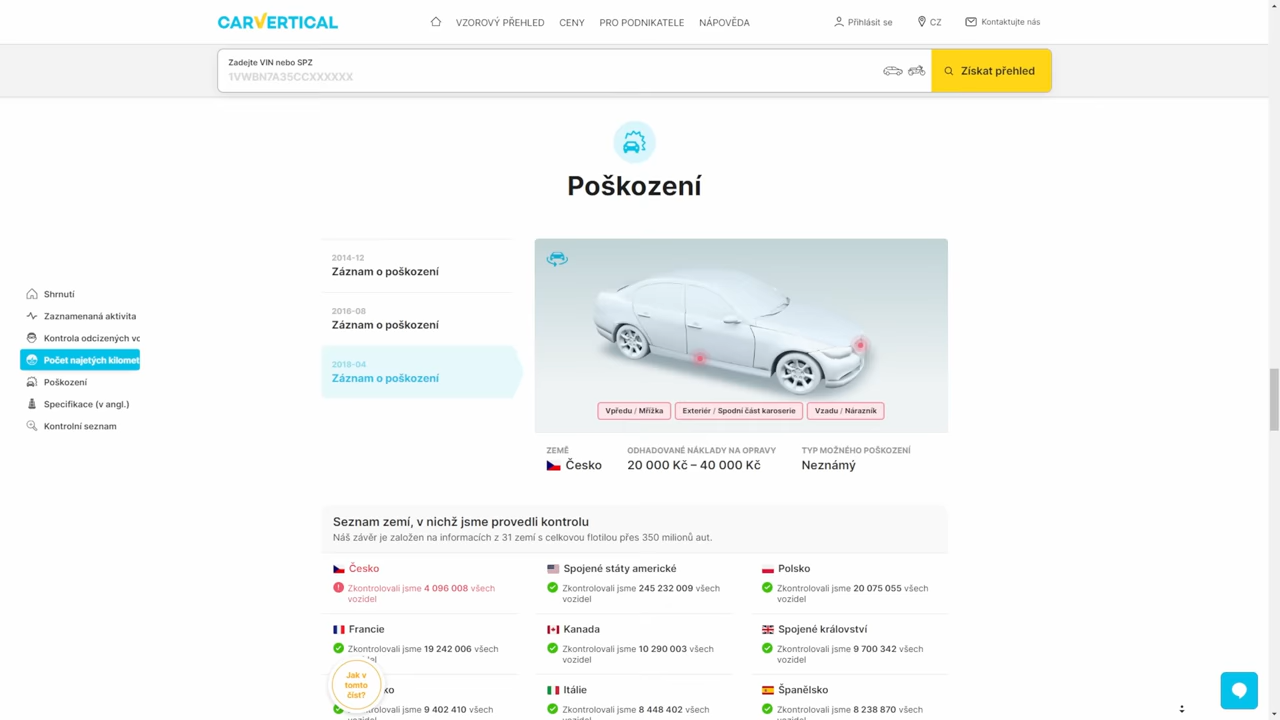 CARVERTICAL
VZOROVÝ PŘEHLED
CENY
PRO PODNIKATELE
NÁPOVĚDA
Přihlásit se
CZ
Kontaktujte nás
Zadejte VIN nebo SPZ
1VWBN7A35CCXXXXXX
Získat přehled
Poškození
Shrnutí
Zaznamenaná aktivita
Kontrola odcizených vo
Počet najetých kilomet
Poškození
Specifikace (v angl.)
Kontrolní seznam
2014-12
Záznam o poškození
2016-08
Záznam o poškození
2018-04
Záznam o poškození
Vpředu / Mřížka
Exteriér / Spodní část karoserie
Vzadu / Nárazník
ZEMĚ
Česko
ODHADOVANÉ NÁKLADY NA OPRAVY
20 000 Kč – 40 000 Kč
TYP MOŽNÉHO POŠKOZENÍ
Neznámý
Seznam zemí, v nichž jsme provedli kontrolu
Náš závěr je založen na informacích z 31 zemí s celkovou flotilou přes 350 milionů aut.
Česko
Zkontrolovali jsme 4 096 008 všech
vozidel
Spojené státy americké
Zkontrolovali jsme 245 232 009 všech
vozidel
Polsko
Zkontrolovali jsme 20 075 055 všech
vozidel
Francie
Zkontrolovali jsme 19 242 006 všech
Kanada
Zkontrolovali jsme 10 290 003 všech
vozidel
Spojené království
Zkontrolovali jsme 9 700 342 všech
vozidel
Jak v
tomto
číst?
ko
Zkontrolovali jsme 9 402 410 všech
Itálie
Zkontrolovali jsme 8 448 402 všech
Španělsko
Zkontrolovali jsme 8 238 870 všech